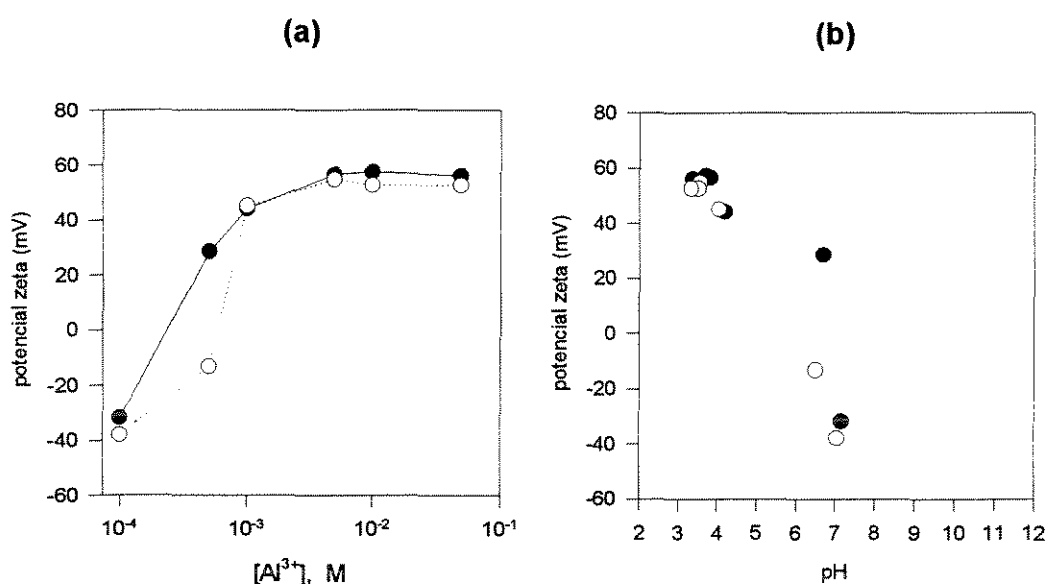 (a)
80
60
40
20
0
-20
-40
-60
potencial zeta (mV)
10⁻⁴ 10⁻³ 10⁻² 10⁻¹
[Al³⁺], M
(b)
80
60
40
20
0
-20
-40
-60
potencial zeta (mV)
2 3 4 5 6 7 8 9 10 11 12
pH